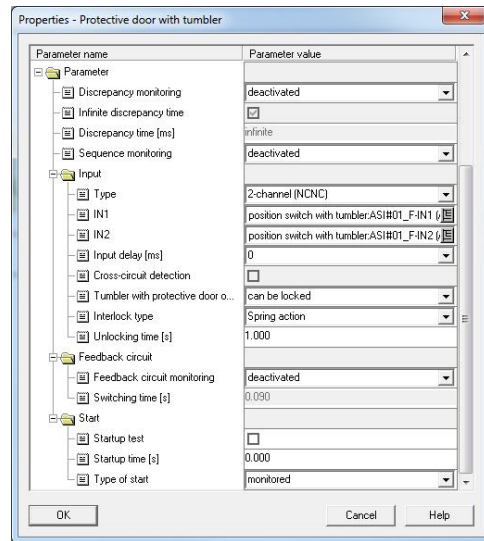 Properties - Protective door with tumbler
Parameter name Parameter value
Parameter
Discrepancy monitoring deactivated
Infinite discrepancy time
Discrepancy time [ms] infinite
Sequence monitoring deactivated
Input
Type 2-channel (NCNC)
IN1 position switch with tumbler:ASI#01_F-IN1 (
IN2 position switch with tumbler:ASI#01_F-IN2 (
Input delay [ms] 0
Cross-circuit detection
Tumbler with protective door o... can be locked
Interlock type Spring action
Unlocking time [s] 1.000
Feedback circuit
Feedback circuit monitoring deactivated
Switching time [s] 0.090
Start
Startup test
Startup time [s] 0.000
Type of start monitored
OK Cancel Help